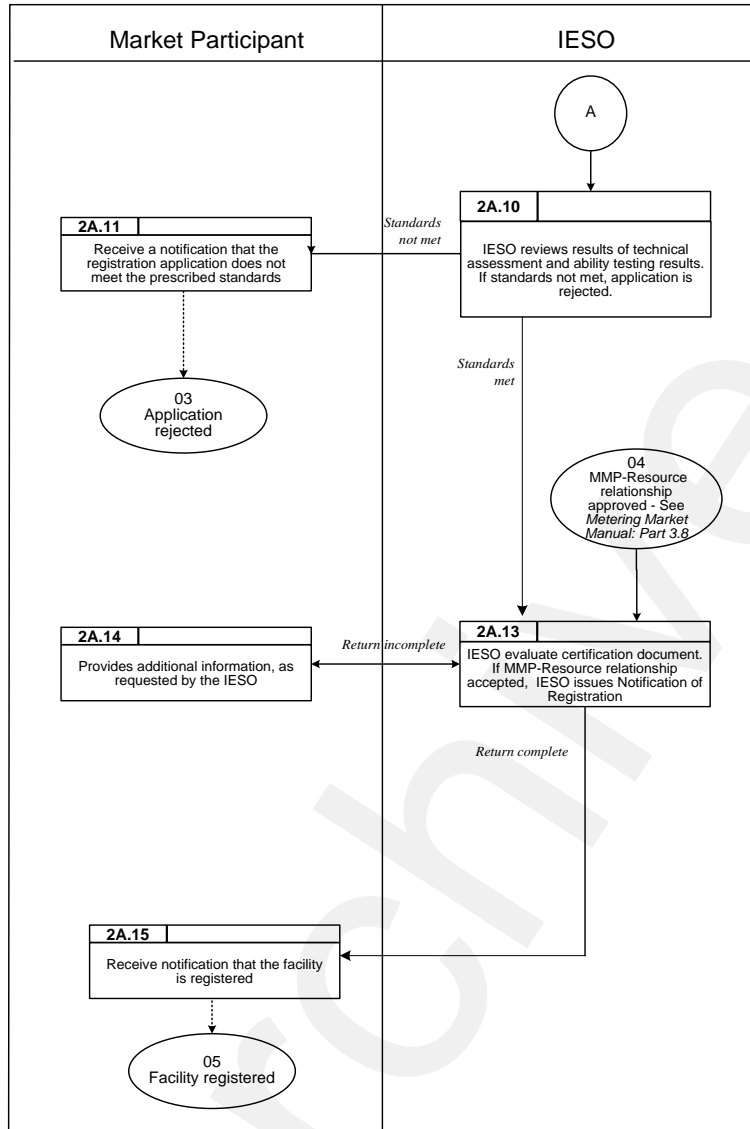 Market Participant
IESO
A
2A.10
IESO reviews results of technical
assessment and ability testing results.
If standards not met, application is
rejected.
Standards
not met
2A.11
Receive a notification that the
registration application does not
meet the prescribed standards
03
Application
rejected
Standards
met
04
MMP-Resource
relationship
approved - See
Metering Market
Manual: Part 3.8
2A.13
IESO evaluate certification document.
If MMP-Resource relationship
accepted, IESO issues Notification of
Registration
Return incomplete
2A.14
Provides additional information, as
requested by the IESO
Return complete
2A.15
Receive notification that the facility
is registered
05
Facility registered